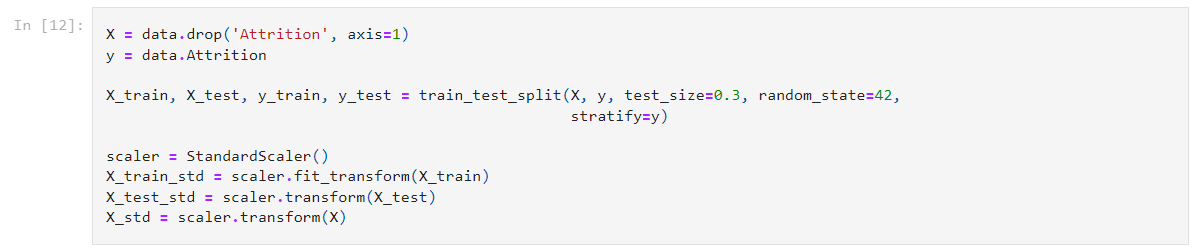 In [12]:
X = data.drop('Attrition', axis=1)
y = data.Attrition
X_train, X_test, y_train, y_test = train_test_split(X, y, test_size=0.3, random_state=42,
stratify=y)
scaler = StandardScaler()
X_train_std = scaler.fit_transform(X_train)
X_test_std = scaler.transform(X_test)
X_std = scaler.transform(X)